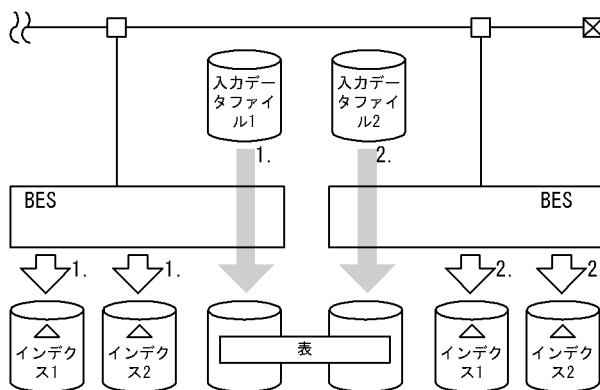 入力デー
タファイ
ル1
入力デー
タファイ
ル2
1.
2.
BES
BES
1.
1.
2.
2
インデク
ス1
インデク
ス2
表
インデク
ス1
インデク
ス2